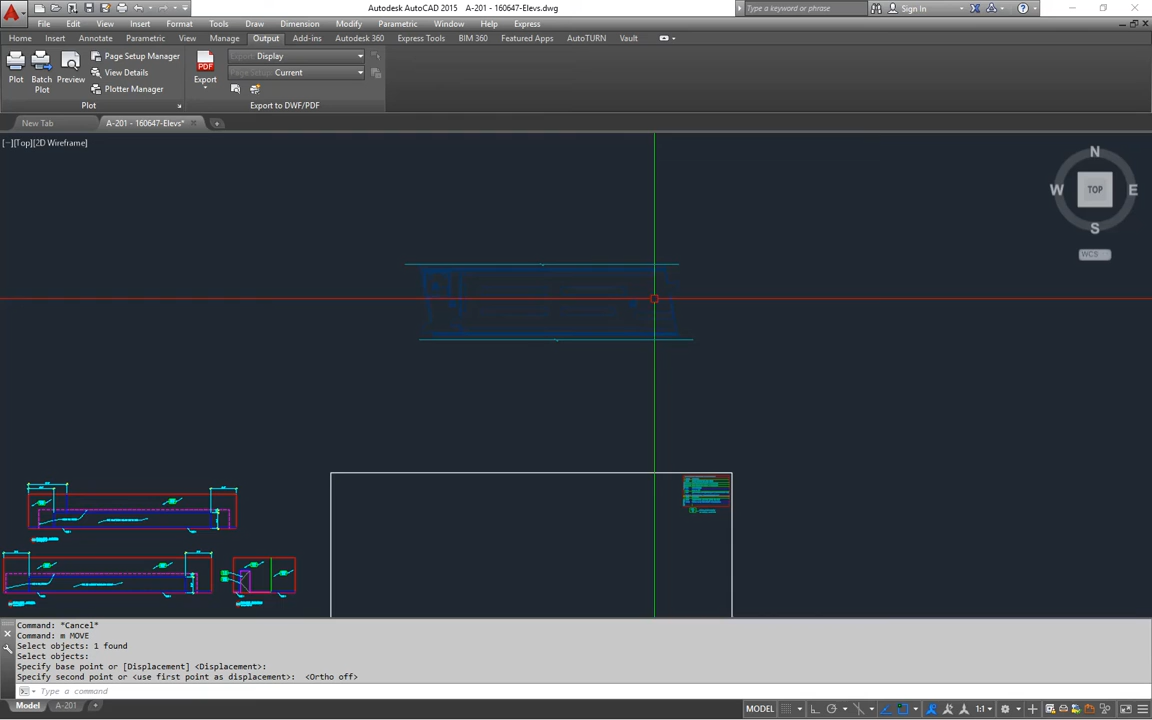 Autodesk AutoCAD 2015 A-201 - 160647-Elevs.dwg
Type a keyword or phrase
Sign In
File Edit View Insert Format Tools Draw Dimension Modify Parametric Window Help Express
Home Insert Annotate Parametric View Manage Output Add-ins Autodesk 360 Express Tools BIM 360 Featured Apps AutoTURN Vault
Plot
Batch Plot
Preview
Page Setup Manager
View Details
Plotter Manager
Export
Export: Display
Page Setup: Current
Plot
Export to DWF/PDF
New Tab
A-201 - 160647-Elevs*
[−][Top][2D Wireframe]
N
W
TOP
E
S
WCS
Command: *Cancel*
Command: m MOVE
Select objects: 1 found
Select objects:
Specify base point or [Displacement] <Displacement>:
Specify second point or <use first point as displacement>: <Ortho off>
Type a command
Model
A-201
MODEL
1:1